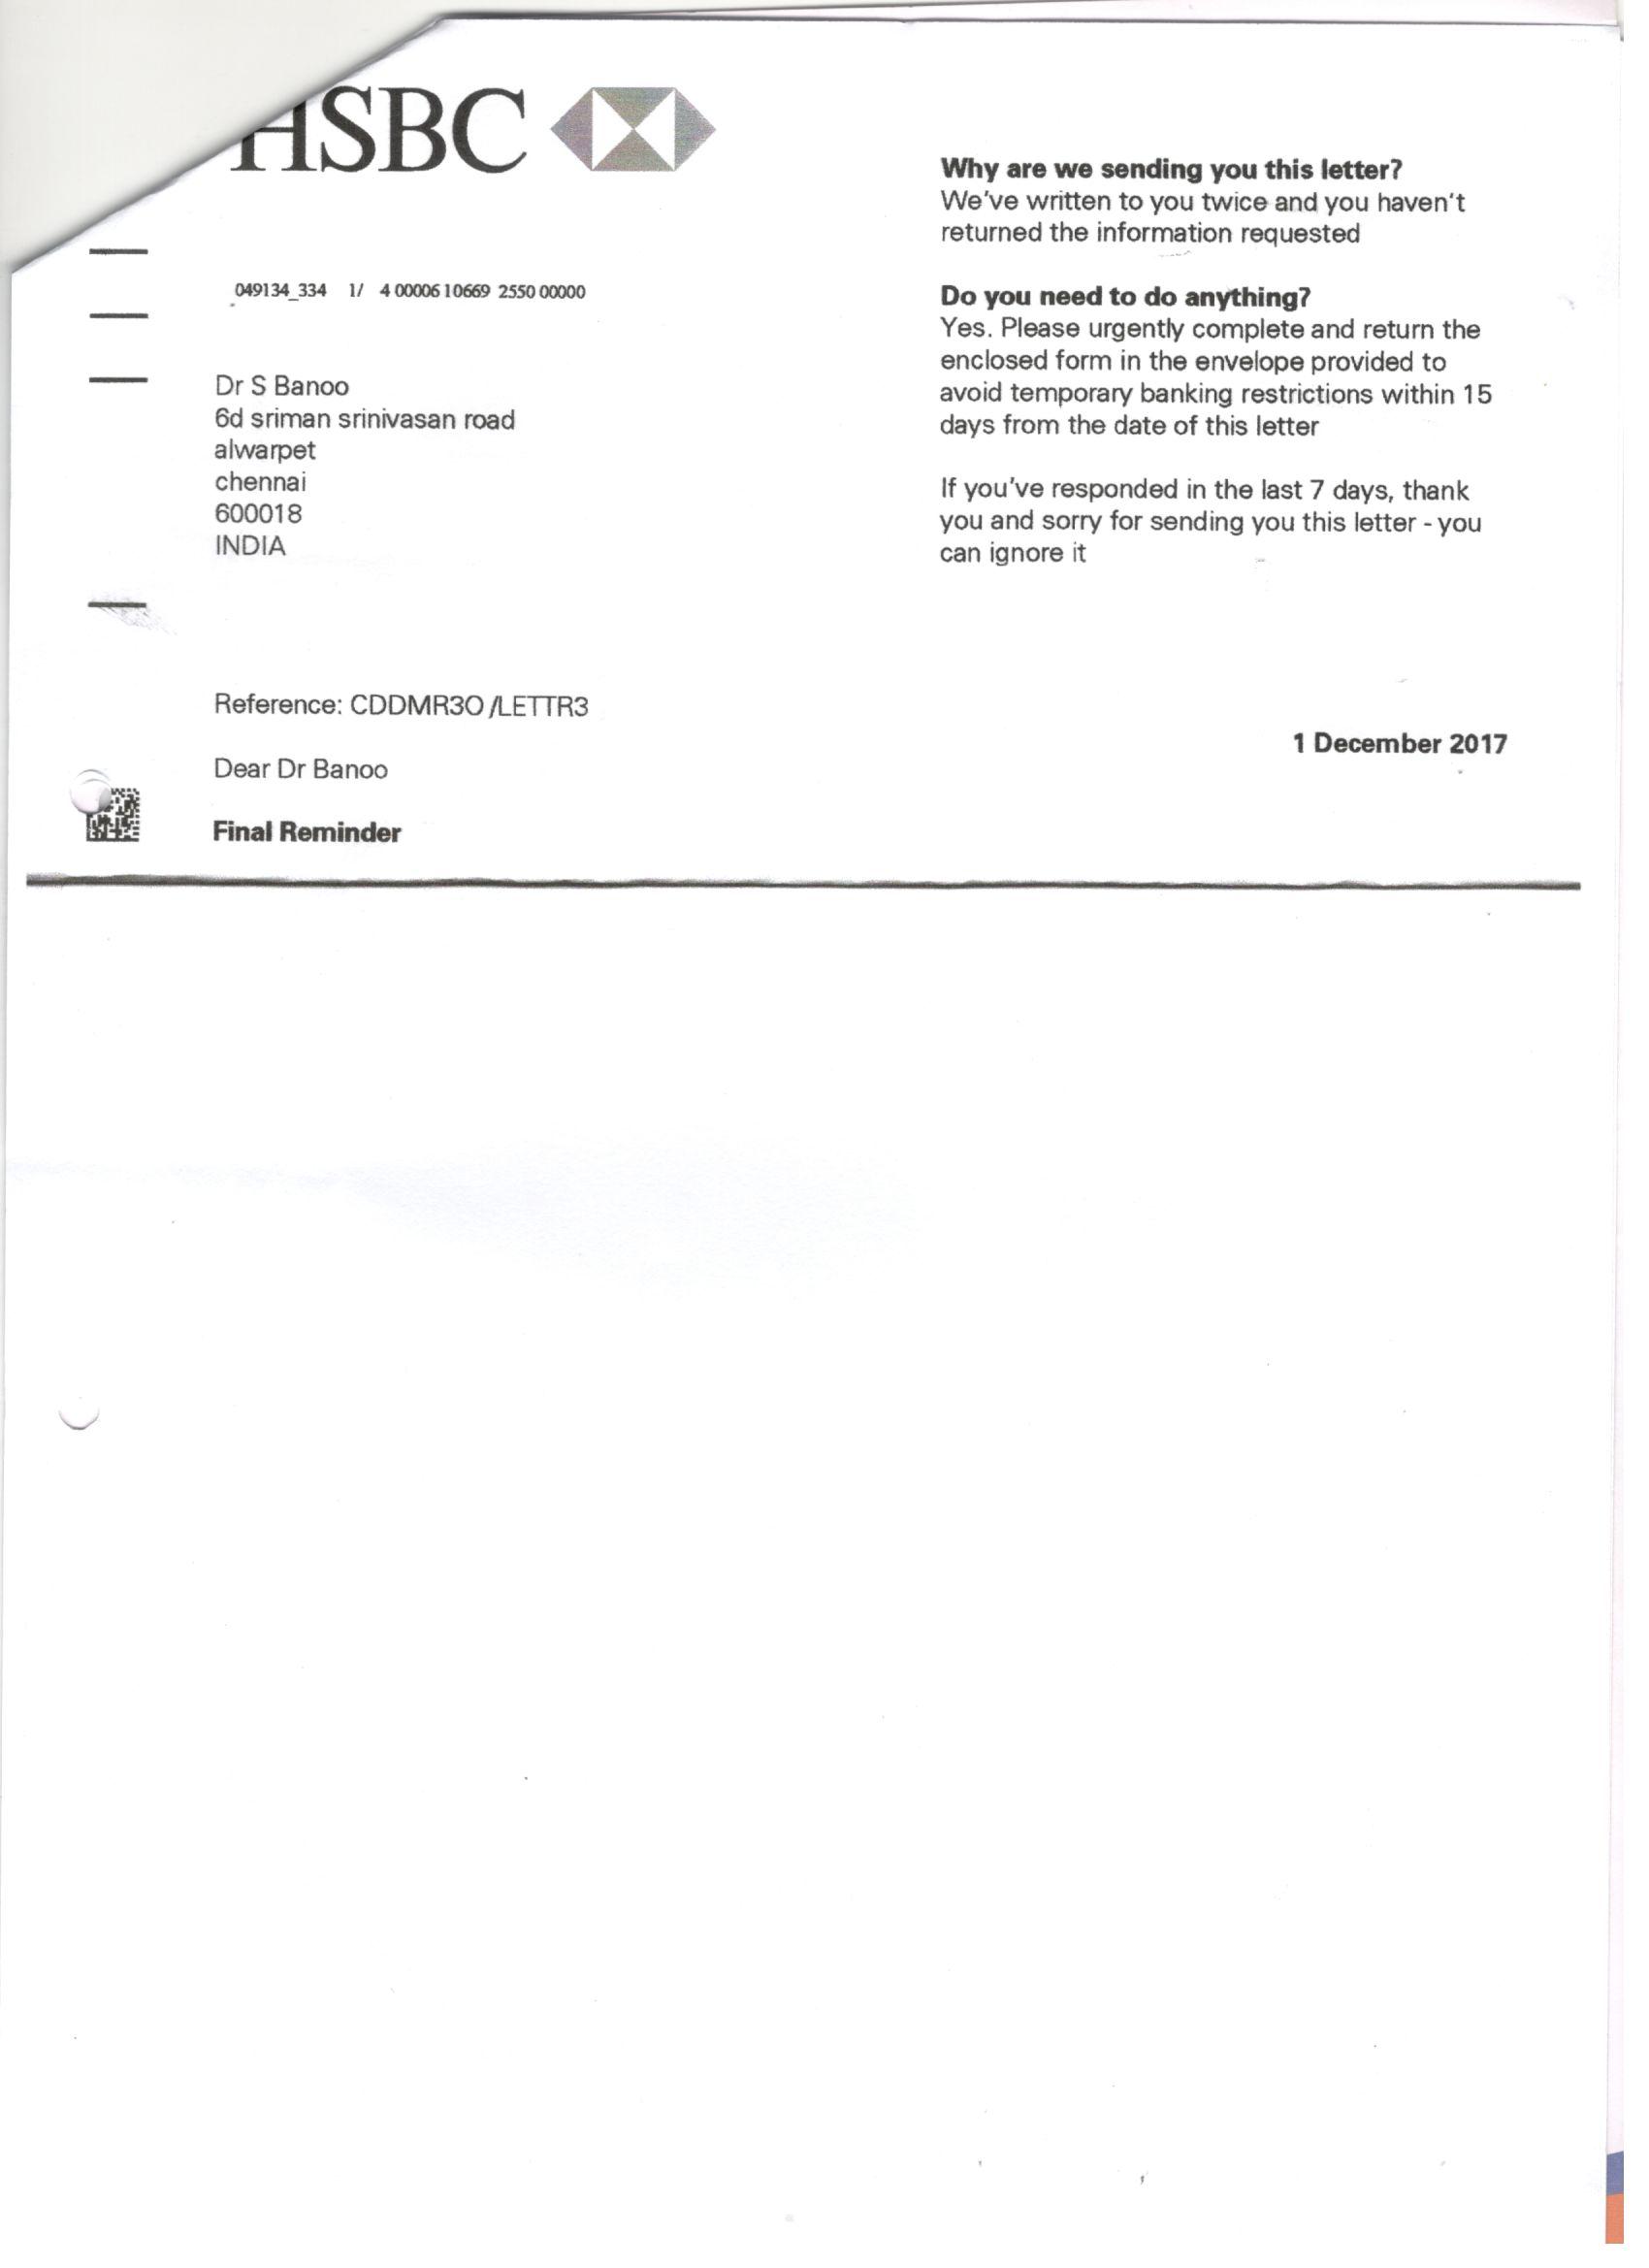 HSBC
Why are we sending you this letter?
We've written to you twice and you haven't
returned the information requested
Do you need to do anything?
Yes. Please urgently complete and return the
enclosed form in the envelope provided to
avoid temporary banking restrictions within 15
days from the date of this letter
If you've responded in the last 7 days, thank
you and sorry for sending you this letter - you
can ignore it
049134_334 1/ 4 00006 10669 2550 00000
Dr S Banoo
6d sriman srinivasan road
alwarpet
chennai
600018
INDIA
Reference: CDDMR3O /LETTR3
1 December 2017
Dear Dr Banoo
Final Reminder